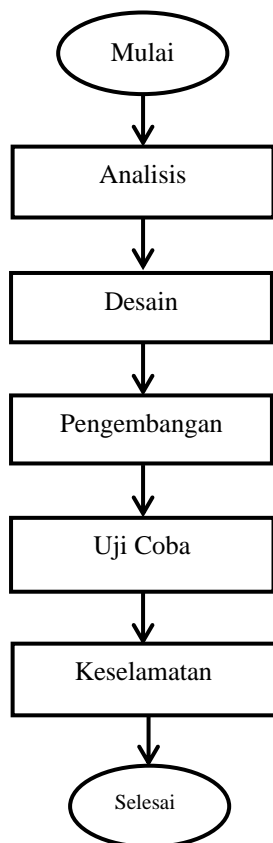 Mulai
Analisis
Desain
Pengembangan
Uji Coba
Keselamatan
Selesai